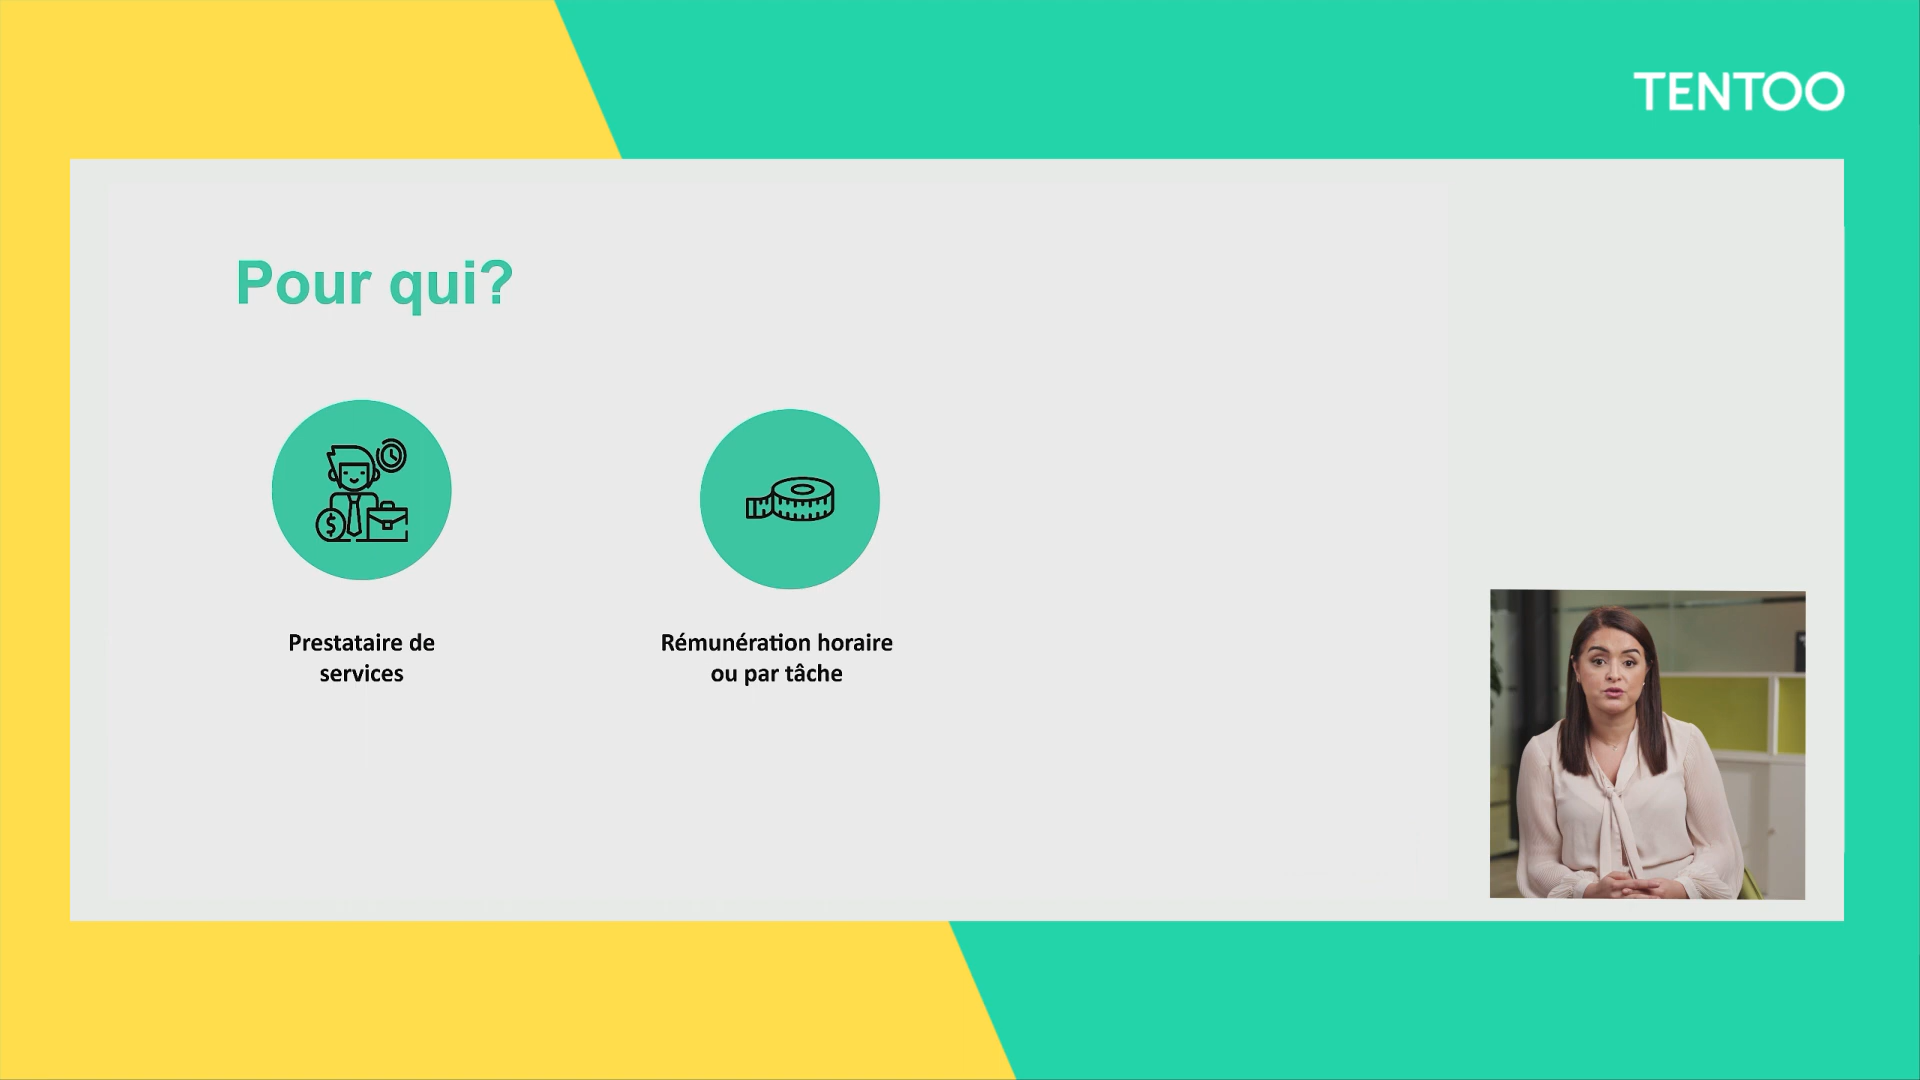 TENTOO
Pour qui?
Prestataire de
services
Rémunération horaire
ou par tâche